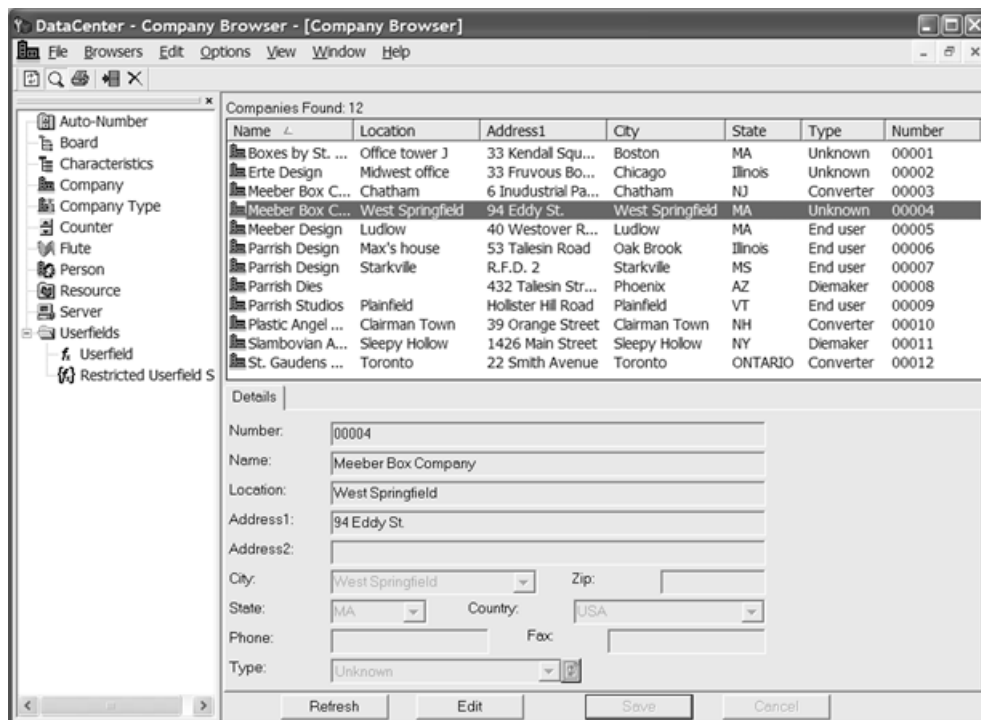 DataCenter - Company Browser - [Company Browser]
File Browsers Edit Options View Window Help
Auto-Number
Board
Characteristics
Company
Company Type
Counter
Flute
Person
Resource
Server
Userfields
Userfield
Restricted Userfield S
Companies Found: 12
Name Location Address1 City State Type Number
Boxes by St. ... Office tower J 33 Kendall Squ... Boston MA Unknown 00001
Erte Design Midwest office 33 Fruvous Bo... Chicago Illinois Unknown 00002
Meeber Box C... Chatham 6 Inudustrial Pa... Chatham NJ Converter 00003
Meeber Box C... West Springfield 94 Eddy St. West Springfield MA Unknown 00004
Meeber Design Ludlow 40 Westover R... Ludlow MA End user 00005
Parrish Design Max's house 53 Talesin Road Oak Brook Illinois End user 00006
Parrish Design Starkville R.F.D. 2 Starkville MS End user 00007
Parrish Dies 432 Talesin Str... Phoenix AZ Diemaker 00008
Parrish Studios Plainfield Hollister Hill Road Plainfield VT End user 00009
Plastic Angel ... Clairman Town 39 Orange Street Clairman Town NH Converter 00010
Slambovian A... Sleepy Hollow 1426 Main Street Sleepy Hollow NY Diemaker 00011
St. Gaudens ... Toronto 22 Smith Avenue Toronto ONTARIO Converter 00012
Details
Number: 00004
Name: Meeber Box Company
Location: West Springfield
Address1: 94 Eddy St.
Address2:
City: West Springfield Zip:
State: MA Country: USA
Phone: Fax:
Type: Unknown
Refresh Edit Save Cancel